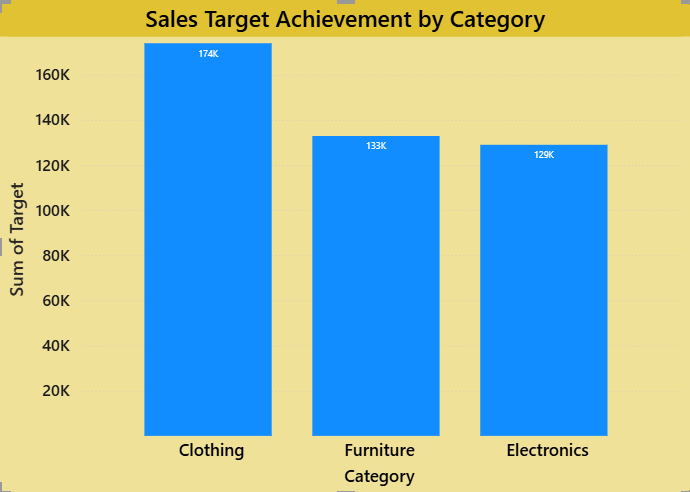 Sales Target Achievement by Category
174K
160K
133K
140K
129K
120K
100K
80K
60K
40K
20K
Sum of Target
Clothing
Furniture
Electronics
Category